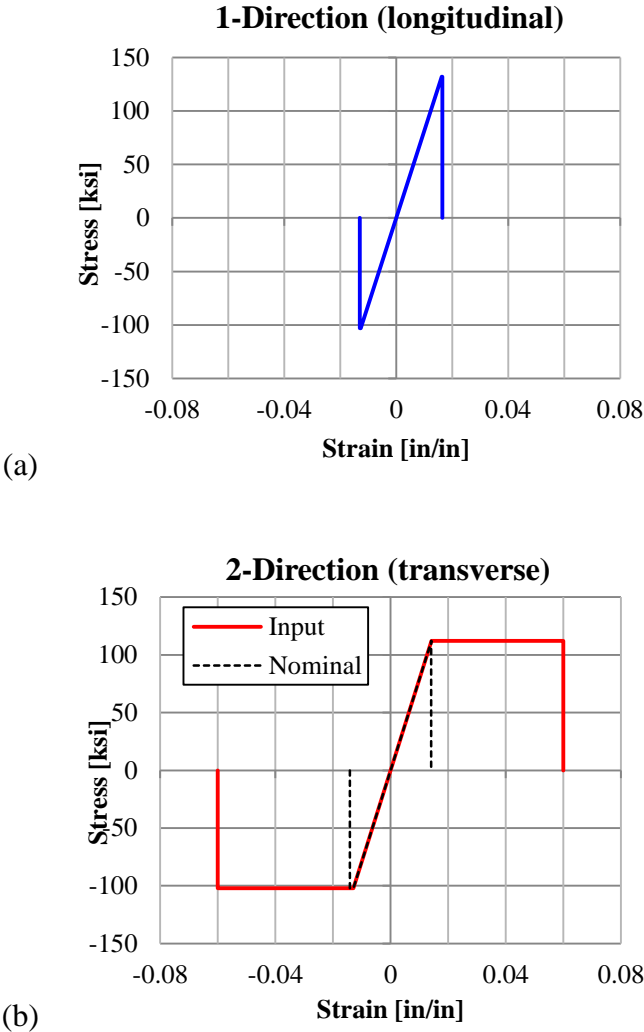 1-Direction (longitudinal)
150
100
50
0
-50
-100
-150
Stress [ksi]
-0.08 -0.04 0 0.04 0.08
Strain [in/in]
(a)
2-Direction (transverse)
150
100
50
0
-50
-100
-150
Stress [ksi]
Input
Nominal
-0.08 -0.04 0 0.04 0.08
Strain [in/in]
(b)